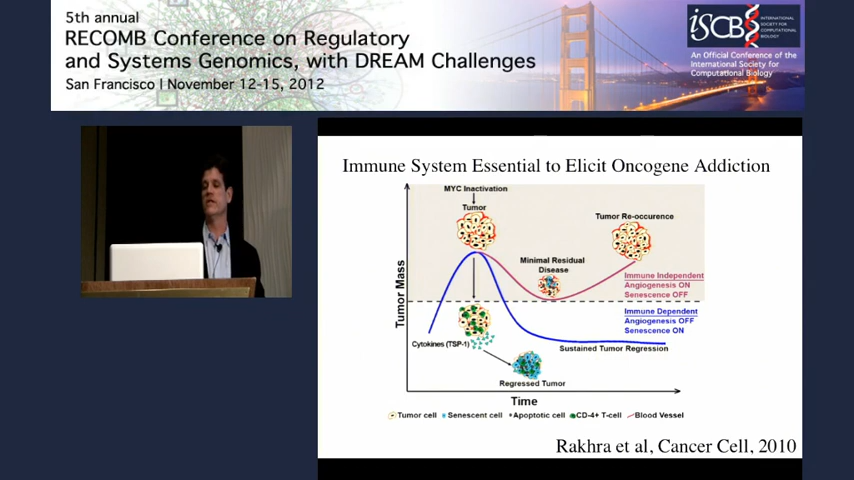 5th annual
RECOMB Conference on Regulatory
and Systems Genomics, with DREAM Challenges
San Francisco | November 12-15, 2012
iSCB
INTERNATIONAL
SOCIETY FOR
COMPUTATIONAL
BIOLOGY
An Official Conference of the
International Society for
Computational Biology
Immune System Essential to Elicit Oncogene Addiction
MYC Inactivation
Tumor
Tumor Re-occurence
Minimal Residual
Disease
Immune Independent
Angiogenesis ON
Senescence OFF
Immune Dependent
Angiogenesis OFF
Senescence ON
Tumor Mass
Cytokines (TSP-1)
Sustained Tumor Regression
Regressed Tumor
Time
Tumor cell Senescent cell Apoptotic cell CD-4+ T-cell Blood Vessel
Rakhra et al, Cancer Cell, 2010